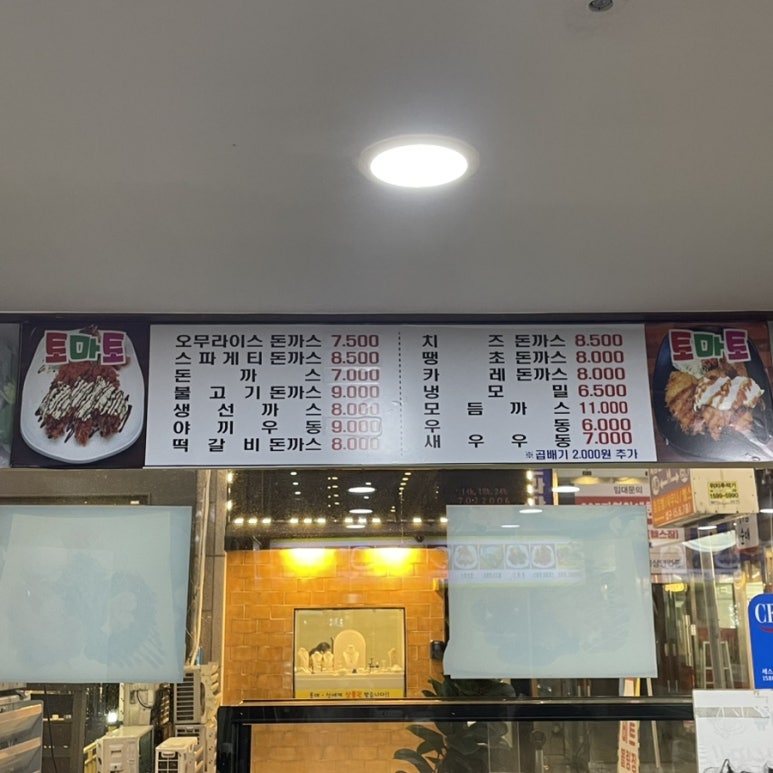 토마토
오무라이스 돈까스 7.500
스파게티 돈까스 8.500
돈까스 7.000
불고기 돈까스 9.000
생선까스 8.000
야끼우동 9.000
떡갈비 돈까스 8.000
치즈 돈까스 8.500
땡초 돈까스 8.000
카레 돈까스 8.000
냉모밀 6.500
모듬까스 11.000
우동 6.000
새우우동 7.000
※곱배기 2.000원 추가
토마토
임대문의